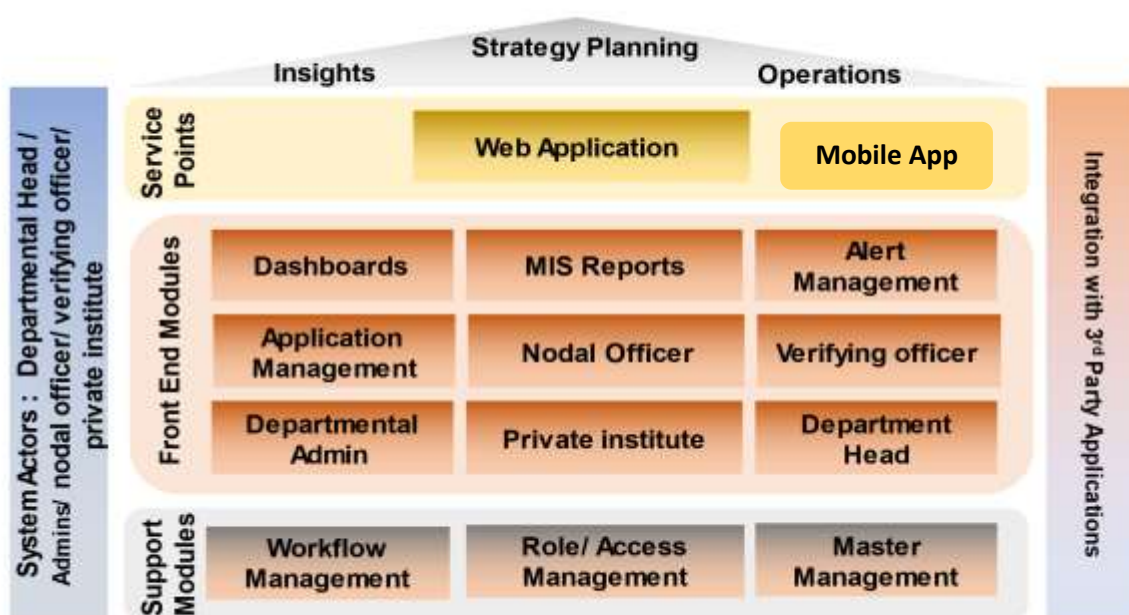 Strategy Planning
Insights
Operations
System Actors : Departmental Head /
Admins/ nodal officer/ verifying officer/
private institute
Service
Points
Web Application
Mobile App
Front End Modules
Dashboards
MIS Reports
Alert
Management
Application
Management
Nodal Officer
Verifying officer
Departmental
Admin
Private institute
Department
Head
Support
Modules
Workflow
Management
Role/ Access
Management
Master
Management
Integration with 3rd Party Applications